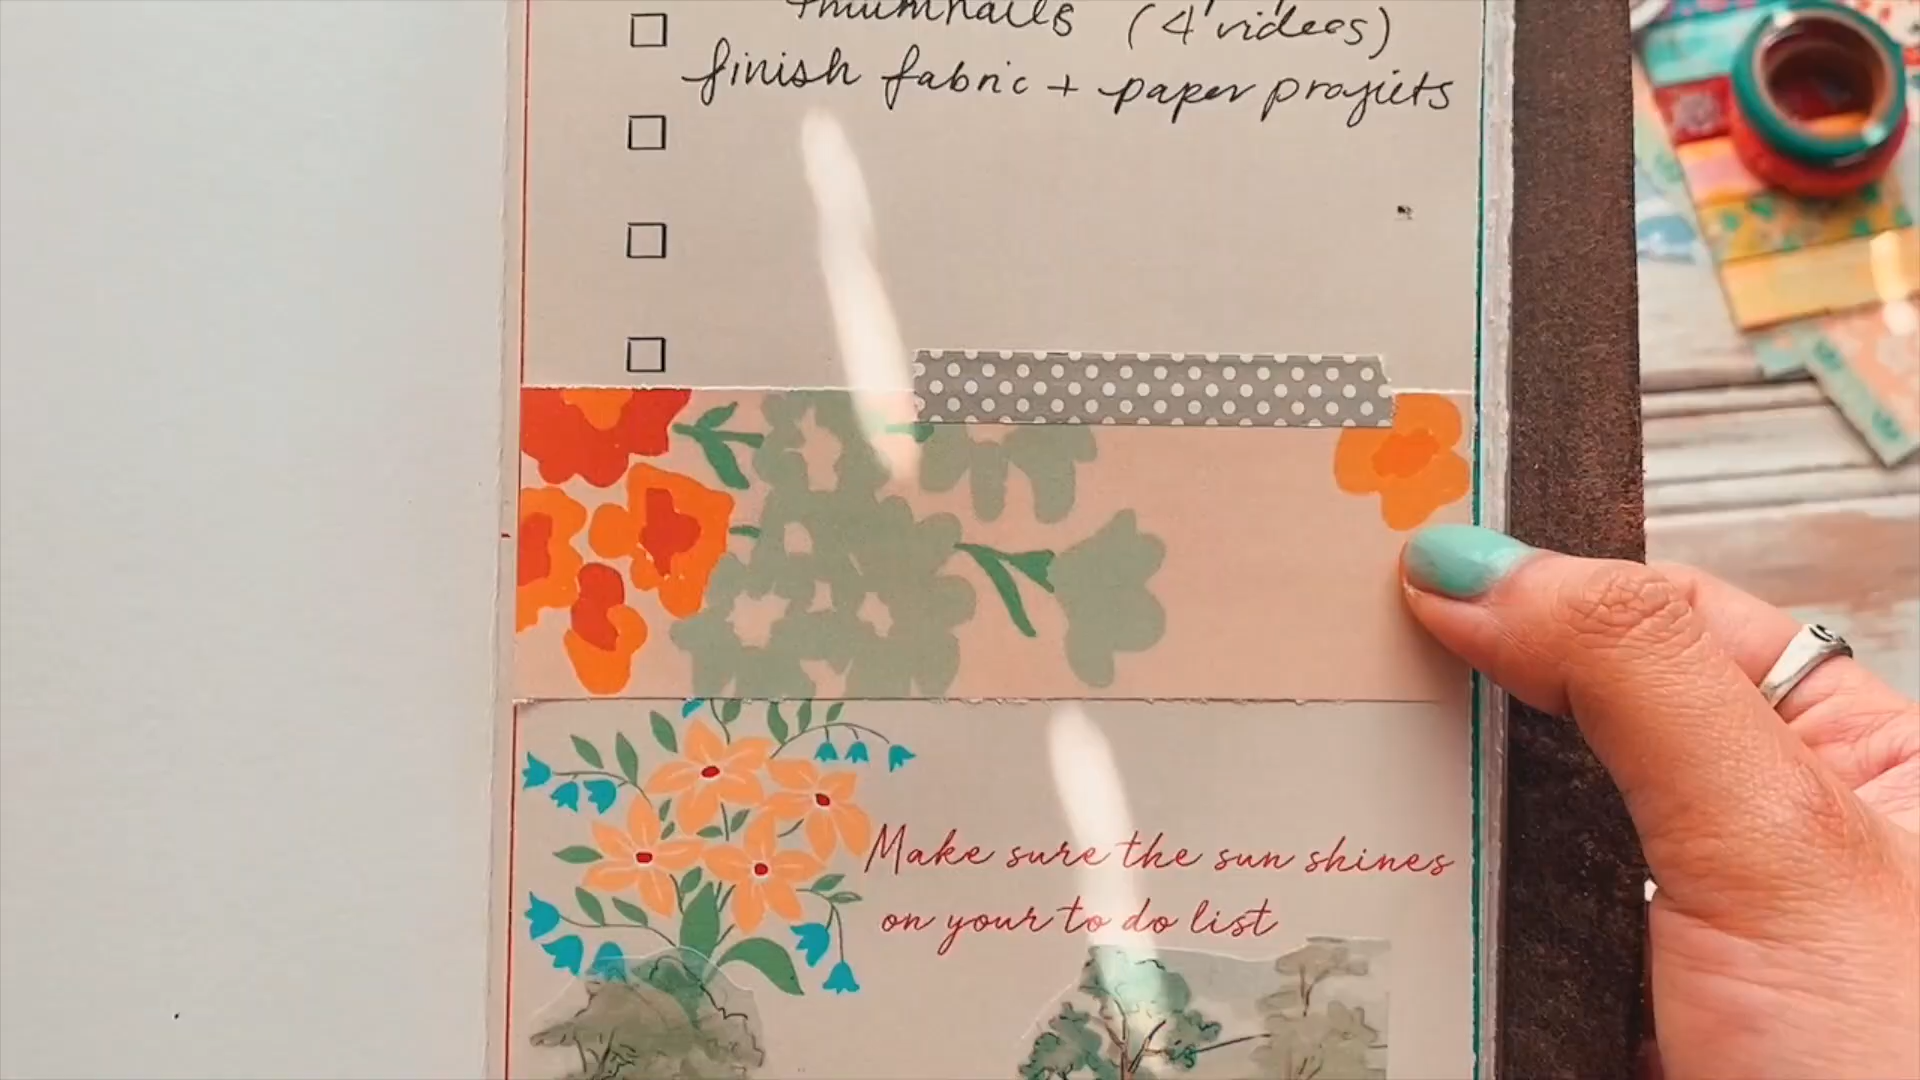 thumbnails (4 videos)
finish fabric + paper projects
Make sure the sun shines
on your to do list